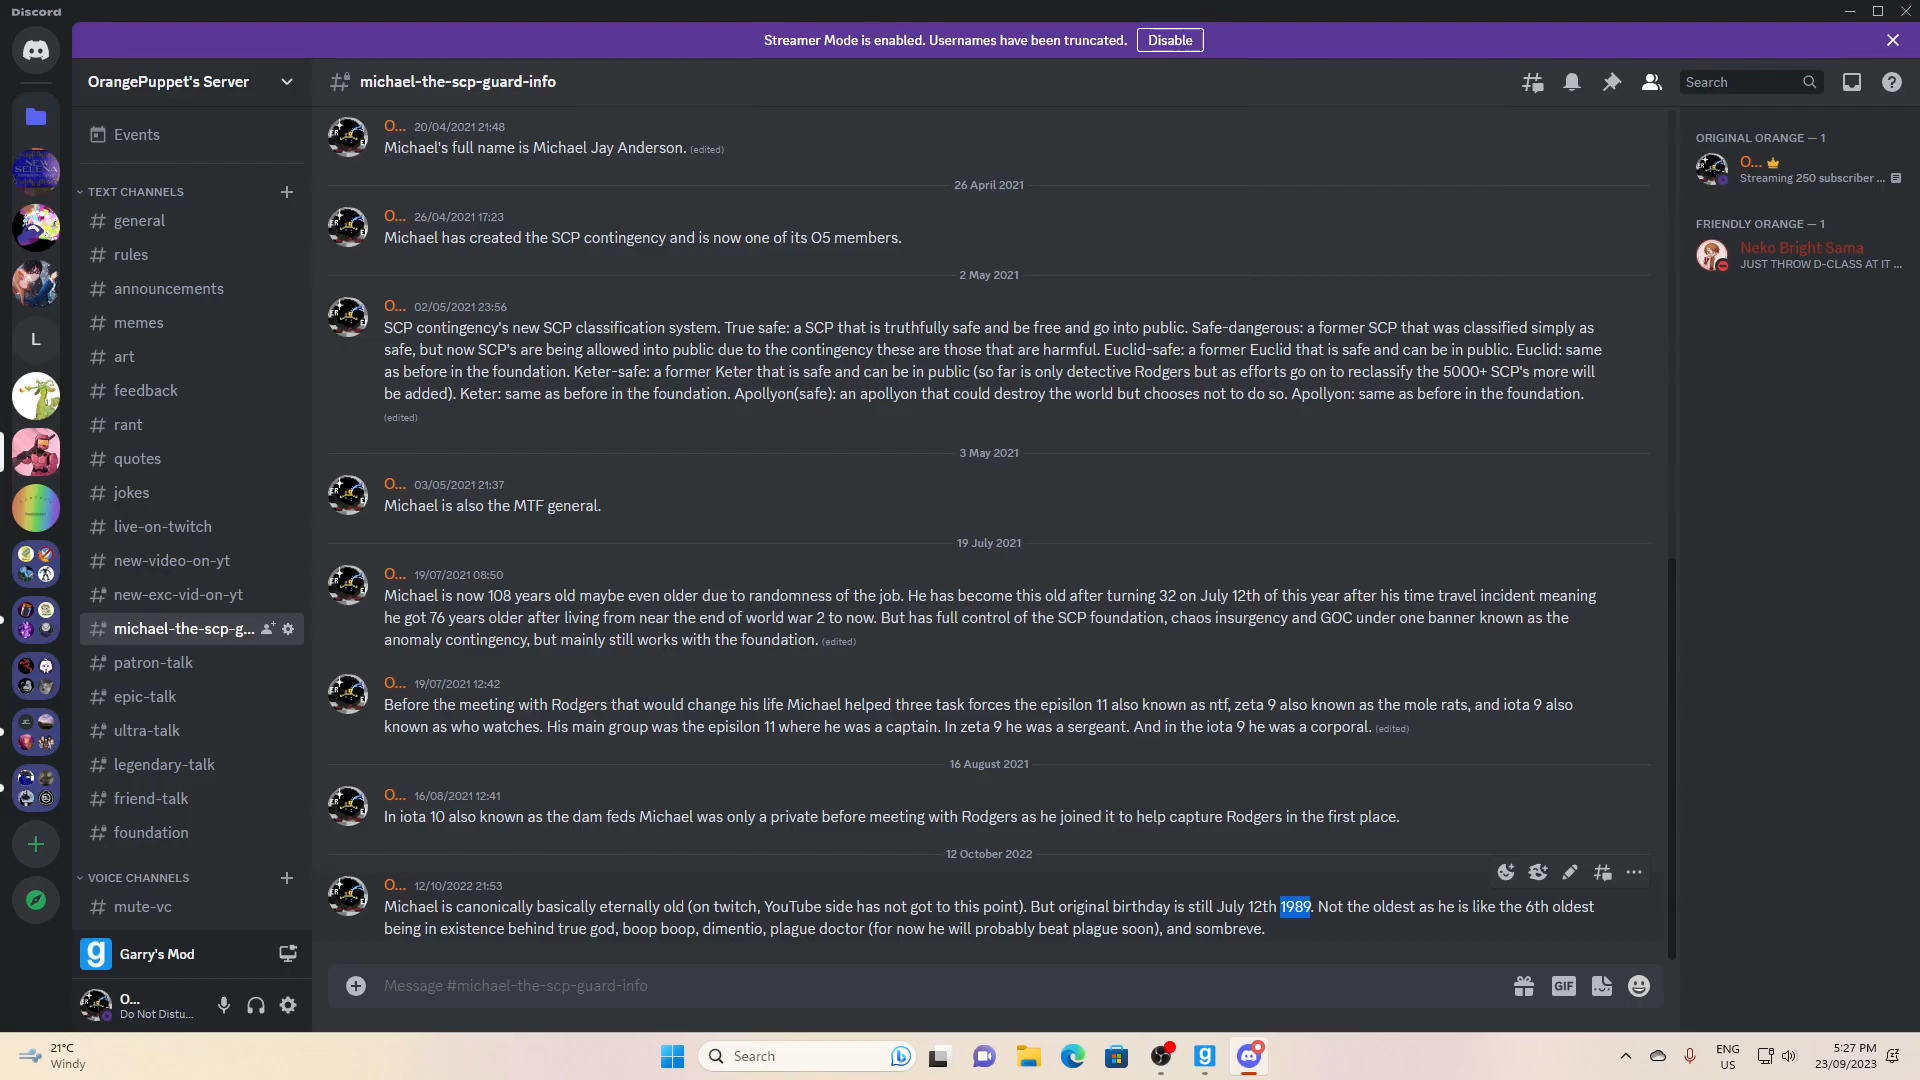 Discord
Streamer Mode is enabled. Usernames have been truncated.
Disable
OrangePuppet's Server
michael-the-scp-guard-info
Search
Events
TEXT CHANNELS
general
rules
announcements
memes
art
feedback
rant
quotes
jokes
live-on-twitch
new-video-on-yt
new-exc-vid-on-yt
michael-the-scp-g...
patron-talk
epic-talk
ultra-talk
legendary-talk
friend-talk
foundation
VOICE CHANNELS
mute-vc
L
Garry's Mod
O...
Do Not Distu...
O... 20/04/2021 21:48
Michael's full name is Michael Jay Anderson. (edited)
26 April 2021
O... 26/04/2021 17:23
Michael has created the SCP contingency and is now one of its O5 members.
2 May 2021
O... 02/05/2021 23:56
SCP contingency's new SCP classification system. True safe: a SCP that is truthfully safe and be free and go into public. Safe-dangerous: a former SCP that was classified simply as
safe, but now SCP's are being allowed into public due to the contingency these are those that are harmful. Euclid-safe: a former Euclid that is safe and can be in public. Euclid: same
as before in the foundation. Keter-safe: a former Keter that is safe and can be in public (so far is only detective Rodgers but as efforts go on to reclassify the 5000+ SCP's more will
be added). Keter: same as before in the foundation. Apollyon(safe): an apollyon that could destroy the world but chooses not to do so. Apollyon: same as before in the foundation.
(edited)
3 May 2021
O... 03/05/2021 21:37
Michael is also the MTF general.
19 July 2021
O... 19/07/2021 08:50
Michael is now 108 years old maybe even older due to randomness of the job. He has become this old after turning 32 on July 12th of this year after his time travel incident meaning
he got 76 years older after living from near the end of world war 2 to now. But has full control of the SCP foundation, chaos insurgency and GOC under one banner known as the
anomaly contingency, but mainly still works with the foundation. (edited)
O... 19/07/2021 12:42
Before the meeting with Rodgers that would change his life Michael helped three task forces the episilon 11 also known as ntf, zeta 9 also known as the mole rats, and iota 9 also
known as who watches. His main group was the episilon 11 where he was a captain. In zeta 9 he was a sergeant. And in the iota 9 he was a corporal. (edited)
16 August 2021
O... 16/08/2021 12:41
In iota 10 also known as the dam feds Michael was only a private before meeting with Rodgers as he joined it to help capture Rodgers in the first place.
12 October 2022
O... 12/10/2022 21:53
Michael is canonically basically eternally old (on twitch, YouTube side has not got to this point). But original birthday is still July 12th 1989. Not the oldest as he is like the 6th oldest
being in existence behind true god, boop boop, dimentio, plague doctor (for now he will probably beat plague soon), and sombreve.
Message #michael-the-scp-guard-info
GIF
ORIGINAL ORANGE — 1
O...
Streaming 250 subscriber ...
FRIENDLY ORANGE — 1
Neko Bright Sama
JUST THROW D-CLASS AT IT ...
21°C
Windy
Search
ENG
US
5:27 PM
23/09/2023